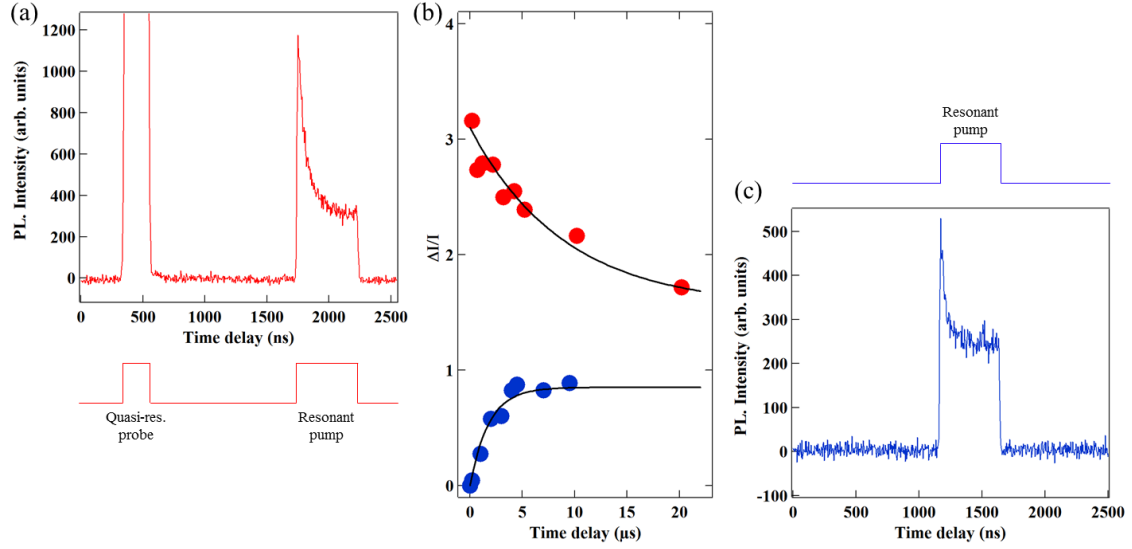 (a)
1200
1000
800
600
400
200
0
PL. Intensity (arb. units)
0 500 1000 1500 2000 2500
Time delay (ns)
Quasi-res.
probe
Resonant
pump
(b)
4
3
2
1
0
ΔI/I
0 5 10 15 20
Time delay (µs)
Resonant
pump
(c)
500
400
300
200
100
0
-100
PL. Intensity (arb. units)
0 500 1000 1500 2000 2500
Time delay (ns)